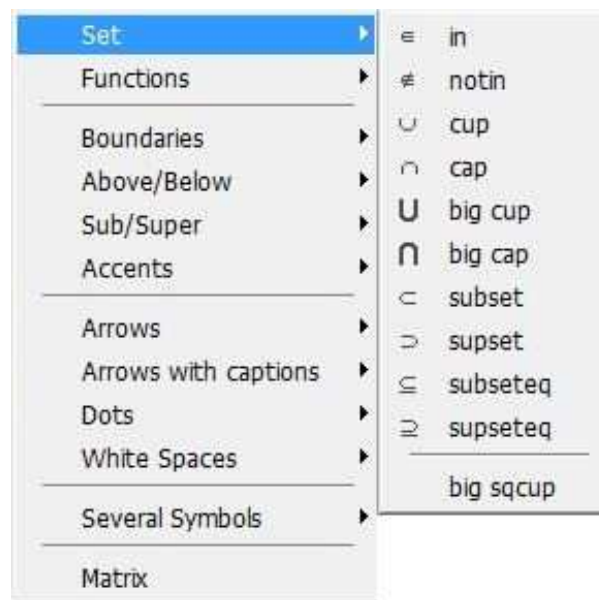 Set
Functions
Boundaries
Above/Below
Sub/Super
Accents
Arrows
Arrows with captions
Dots
White Spaces
Several Symbols
Matrix
∈ in
∉ notin
∪ cup
∩ cap
U big cup
∩ big cap
⊂ subset
⊃ supset
⊆ subseteq
⊇ supseteq
big sqcup